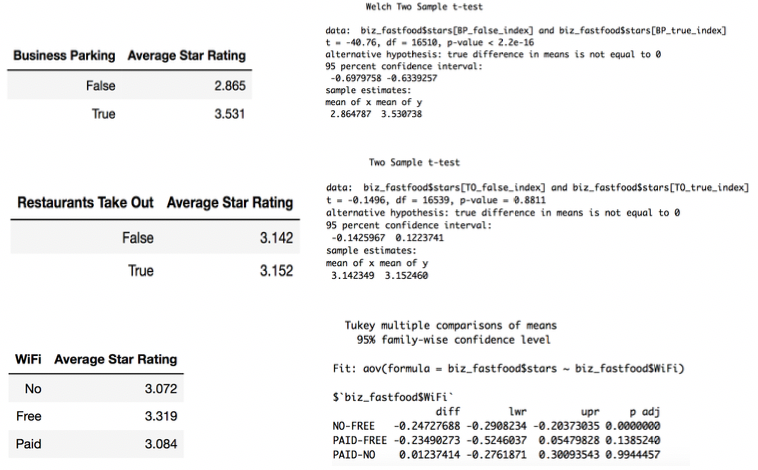 Welch Two Sample t-test
data: biz_fastfood$stars[BP_false_index] and biz_fastfood$stars[BP_true_index]
t = -40.76, df = 16510, p-value < 2.2e-16
alternative hypothesis: true difference in means is not equal to 0
95 percent confidence interval:
-0.6979758 -0.6339257
sample estimates:
mean of x mean of y
2.864787 3.530738
Business Parking Average Star Rating
False 2.865
True 3.531
Two Sample t-test
data: biz_fastfood$stars[TO_false_index] and biz_fastfood$stars[TO_true_index]
t = -0.1496, df = 16539, p-value = 0.8811
alternative hypothesis: true difference in means is not equal to 0
95 percent confidence interval:
-0.1425967 0.1223741
sample estimates:
mean of x mean of y
3.142349 3.152460
Restaurants Take Out Average Star Rating
False 3.142
True 3.152
Tukey multiple comparisons of means
95% family-wise confidence level
Fit: aov(formula = biz_fastfood$stars ~ biz_fastfood$WiFi)
$`biz_fastfood$WiFi`
diff lwr upr p adj
NO-FREE -0.24727688 -0.2908234 -0.20373035 0.0000000
PAID-FREE -0.23490273 -0.5246037 0.05479828 0.1385240
PAID-NO 0.01237414 -0.2761871 0.30093543 0.9944457
WiFi Average Star Rating
No 3.072
Free 3.319
Paid 3.084